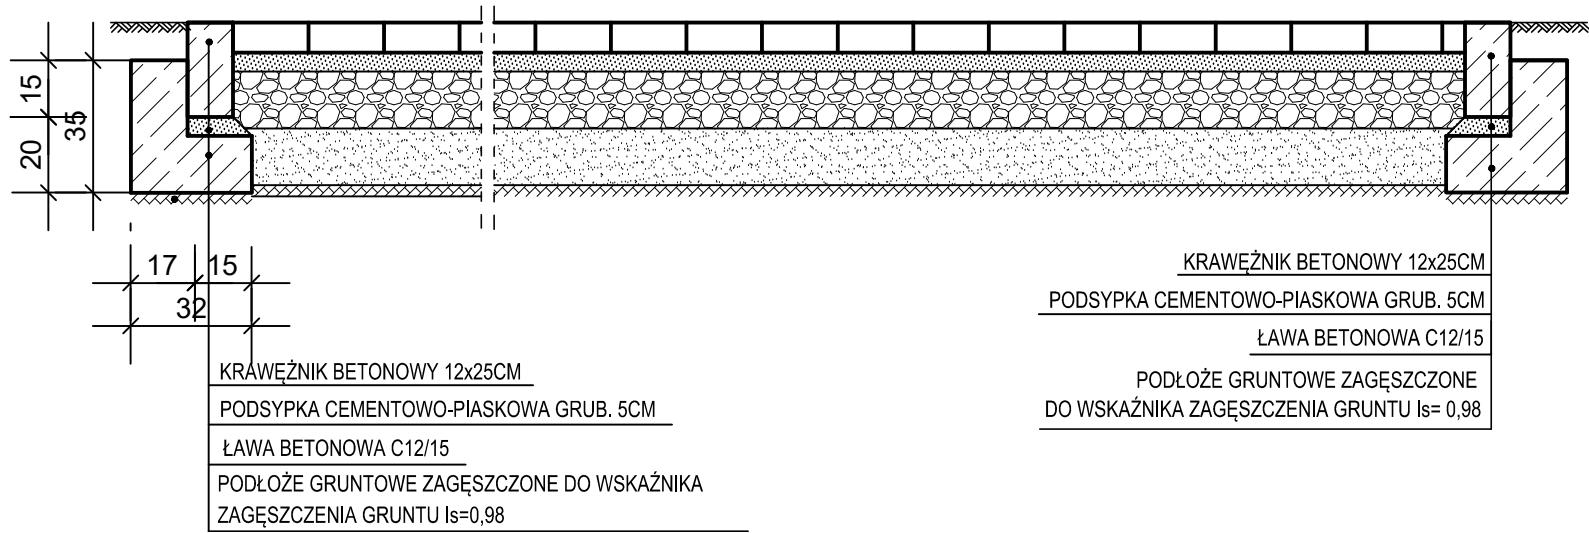 15
35
20
17
15
32
KRAWĘŻNIK BETONOWY 12x25CM
PODSYPKA CEMENTOWO-PIASKOWA GRUB. 5CM
ŁAWA BETONOWA C12/15
PODŁOŻE GRUNTOWE ZAGĘSZCZONE DO WSKAŹNIKA
ZAGĘSZCZENIA GRUNTU Is=0,98
KRAWĘŻNIK BETONOWY 12x25CM
PODSYPKA CEMENTOWO-PIASKOWA GRUB. 5CM
ŁAWA BETONOWA C12/15
PODŁOŻE GRUNTOWE ZAGĘSZCZONE
DO WSKAŹNIKA ZAGĘSZCZENIA GRUNTU Is= 0,98